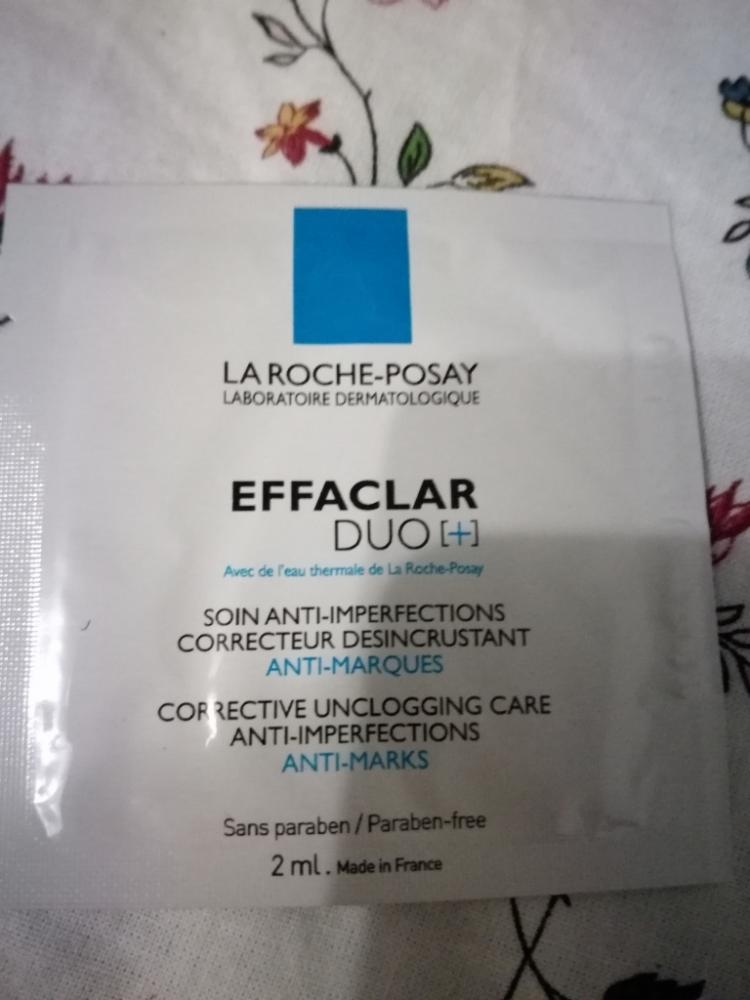 LA ROCHE-POSAY
LABORATOIRE DERMATOLOGIQUE
EFFACLAR
DUO [+]
Avec de l'eau thermale de La Roche-Posay
SOIN ANTI-IMPERFECTIONS
CORRECTEUR DESINCRUSTANT
ANTI-MARQUES
CORRECTIVE UNCLOGGING CARE
ANTI-IMPERFECTIONS
ANTI-MARKS
Sans paraben / Paraben-free
2 ml. Made in France